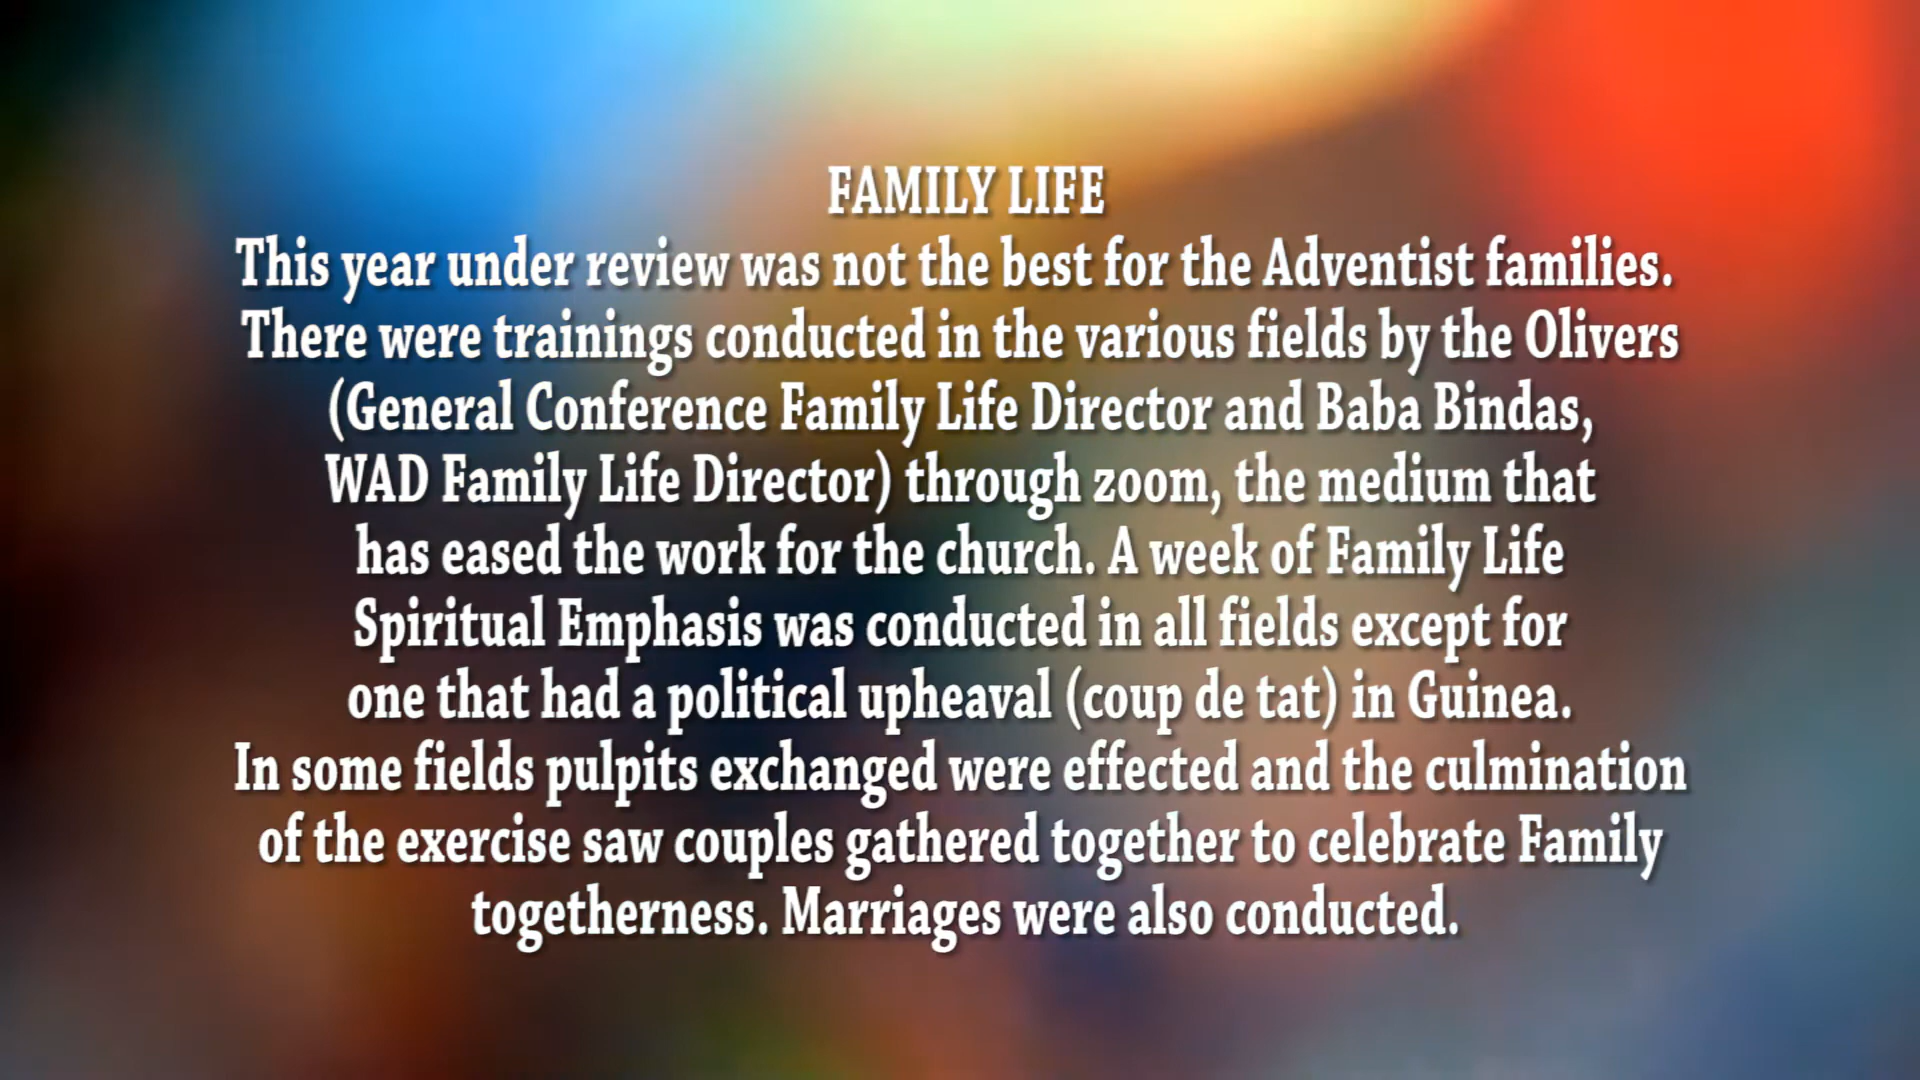 FAMILY LIFE
This year under review was not the best for the Adventist families.
There were trainings conducted in the various fields by the Olivers
(General Conference Family Life Director and Baba Bindas,
WAD Family Life Director) through zoom, the medium that
has eased the work for the church. A week of Family Life
Spiritual Emphasis was conducted in all fields except for
one that had a political upheaval (coup de tat) in Guinea.
In some fields pulpits exchanged were effected and the culmination
of the exercise saw couples gathered together to celebrate Family
togetherness. Marriages were also conducted.